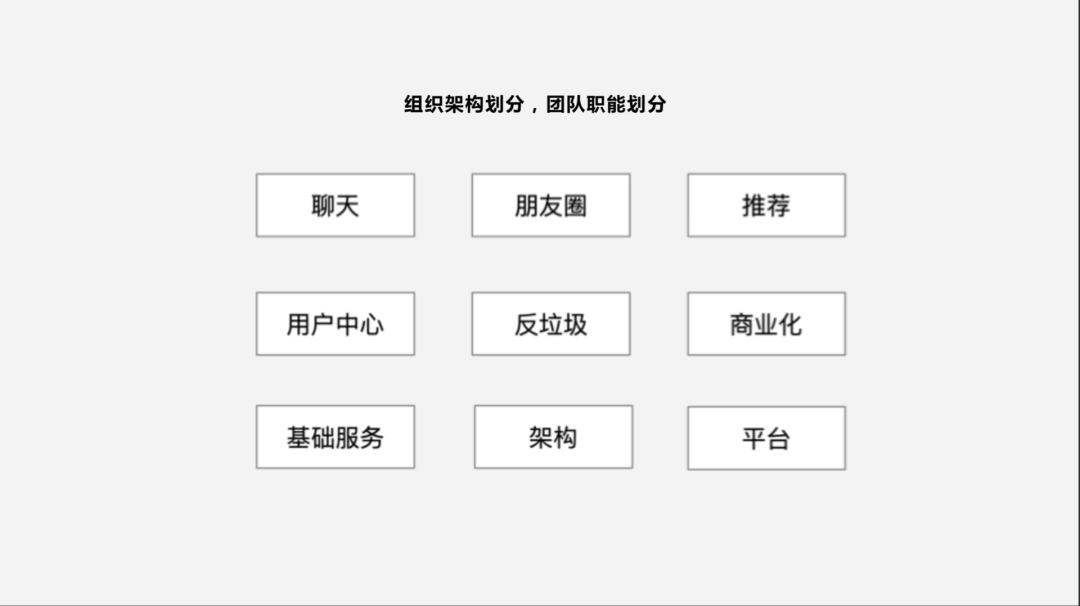 组织架构划分，团队职能划分
聊天
朋友圈
推荐
用户中心
反垃圾
商业化
基础服务
架构
平台